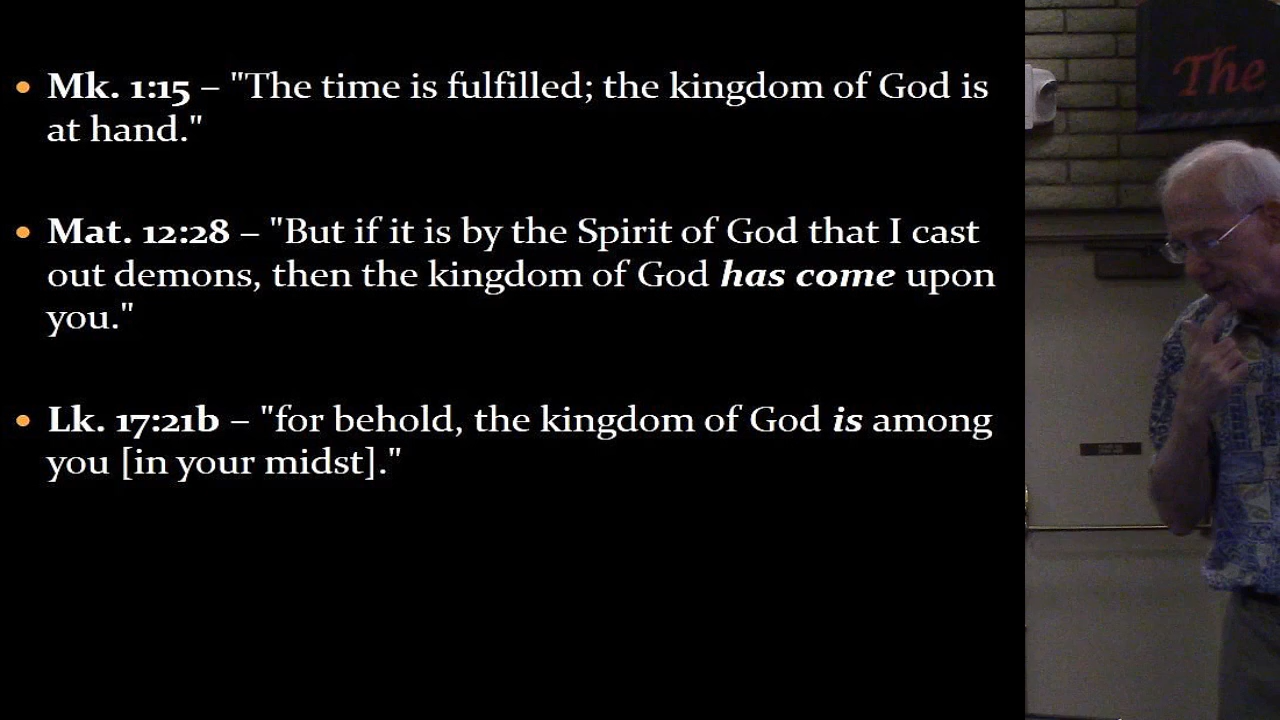 • Mk. 1:15 – "The time is fulfilled; the kingdom of God is
at hand."
• Mat. 12:28 – "But if it is by the Spirit of God that I cast
out demons, then the kingdom of God has come upon
you."
• Lk. 17:21b – "for behold, the kingdom of God is among
you [in your midst]."
The